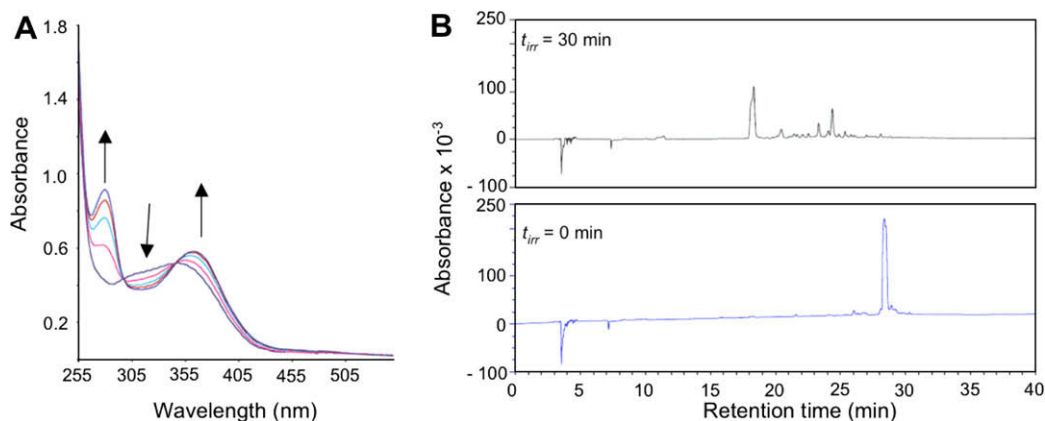 A
Absorbance
1.8
1.4
1.0
0.6
0.2
255 305 355 405 455 505
Wavelength (nm)
B
Absorbance x 10⁻³
250
100
0
- 100
t_irr = 30 min
250
100
0
- 100
t_irr = 0 min
0 5 10 15 20 25 30 35 40
Retention time (min)